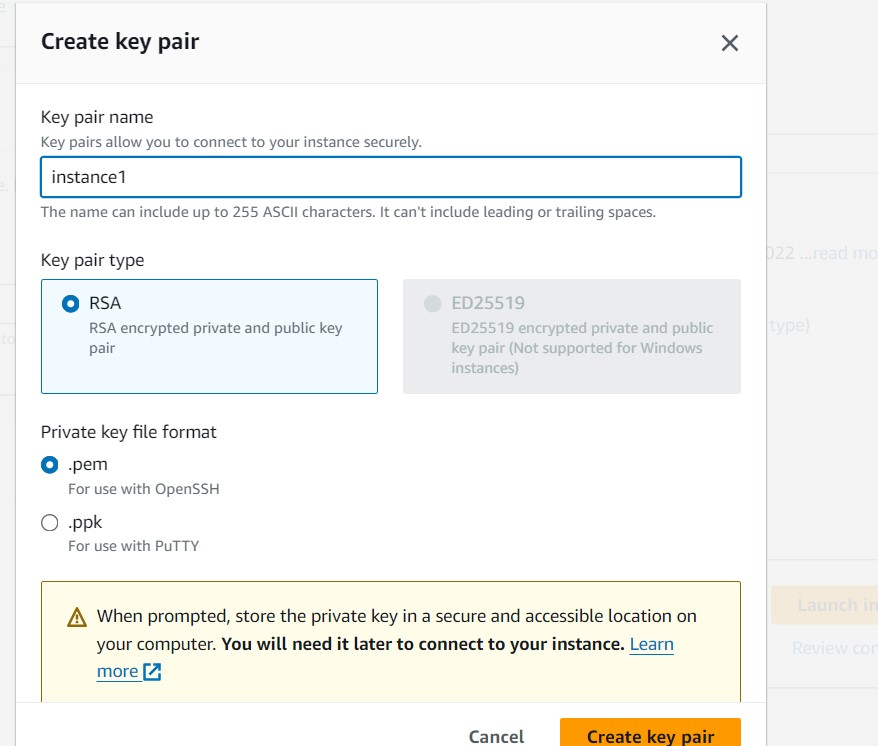 Create key pair
Key pair name
Key pairs allow you to connect to your instance securely.
instance1
The name can include up to 255 ASCII characters. It can't include leading or trailing spaces.
022 ...read mo
Key pair type
RSA
RSA encrypted private and public key
pair
ED25519
ED25519 encrypted private and public
key pair (Not supported for Windows
instances)
type)
Private key file format
.pem
For use with OpenSSH
.ppk
For use with PuTTY
When prompted, store the private key in a secure and accessible location on
your computer. You will need it later to connect to your instance. Learn
more
Launch in
Review con
Cancel
Create key pair